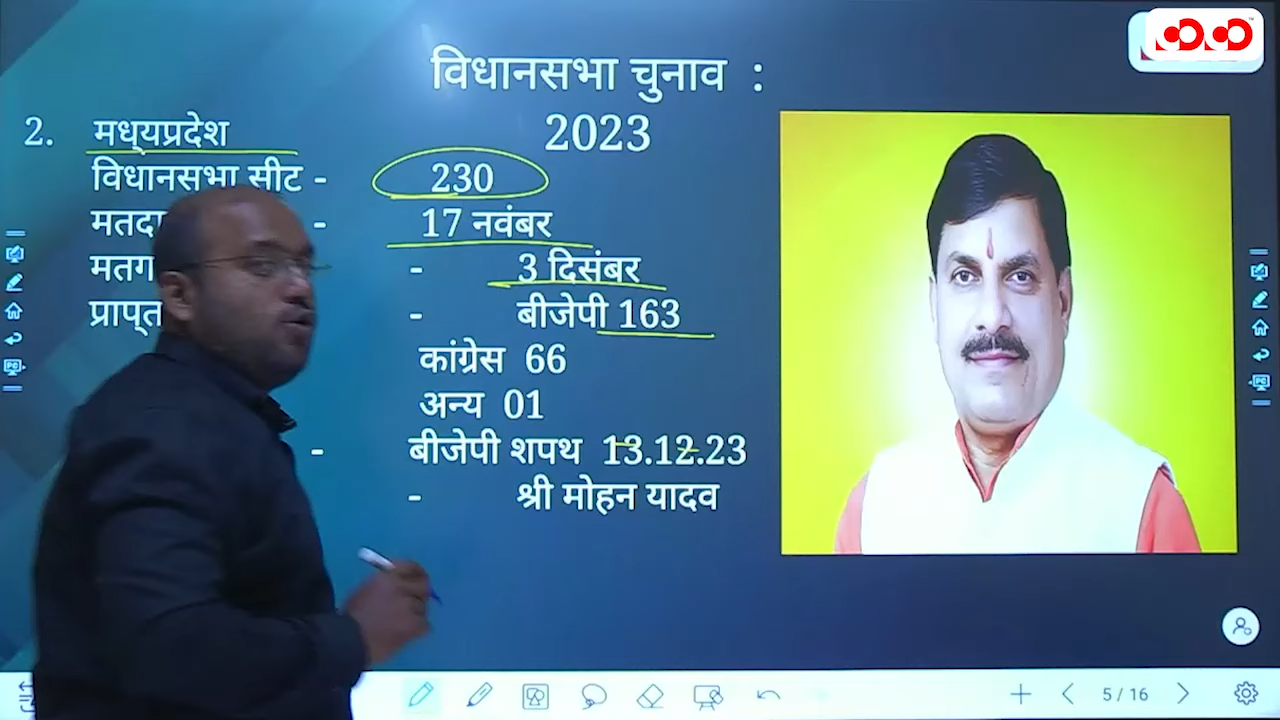 विधानसभा चुनाव :
2023
2. मध्यप्रदेश
विधानसभा सीट - 230
- 17 नवंबर
- 3 दिसंबर
- बीजेपी 163
कांग्रेस 66
अन्य 01
- बीजेपी शपथ 13.12.23
- श्री मोहन यादव
5 / 16